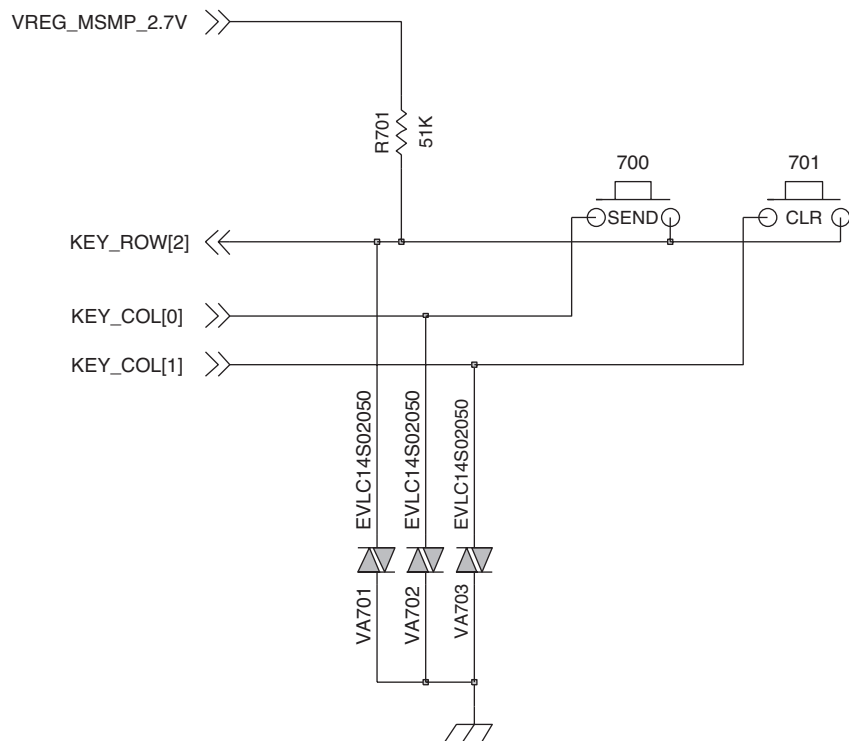 VREG_MSMP_2.7V
R701
51K
700
701
SEND
CLR
KEY_ROW[2]
KEY_COL[0]
KEY_COL[1]
EVLC14S02050
EVLC14S02050
EVLC14S02050
VA701
VA702
VA703